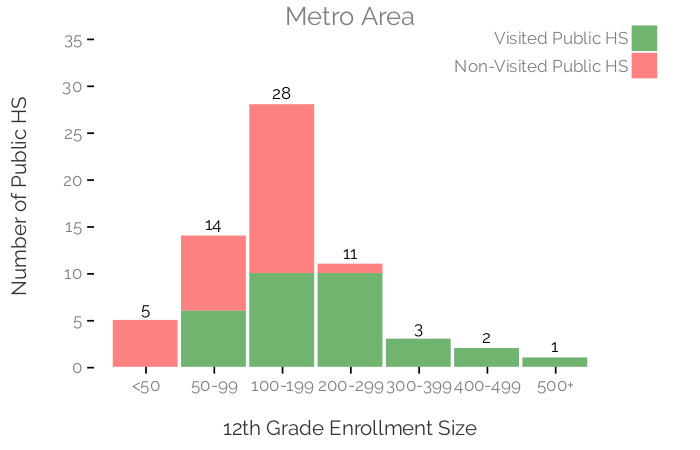 Metro Area
Visited Public HS
Non-Visited Public HS
Number of Public HS
35
30
25
20
15
10
5
0
5
14
28
11
3
2
1
<50 50-99 100-199 200-299 300-399 400-499 500+
12th Grade Enrollment Size